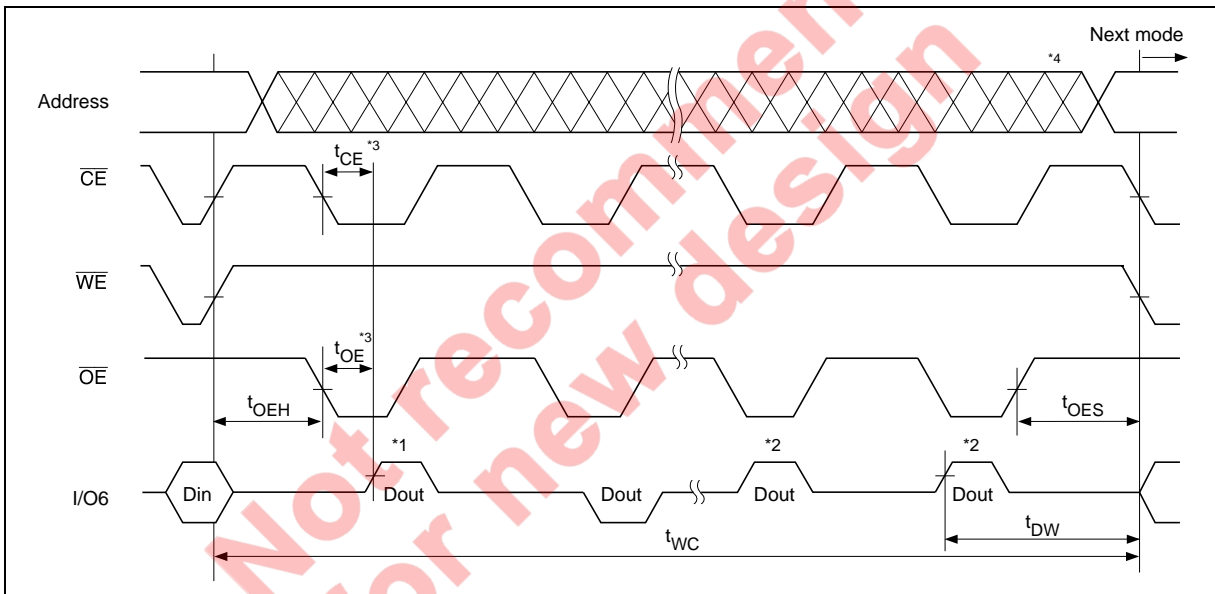 Next mode
*4
Address
tCE *3
CE
WE
tOE *3
OE
tOEH
tOES
*1
*2
*2
I/O6
Din
Dout
Dout
Dout
Dout
tWC
tDW
Not recommen
for new design